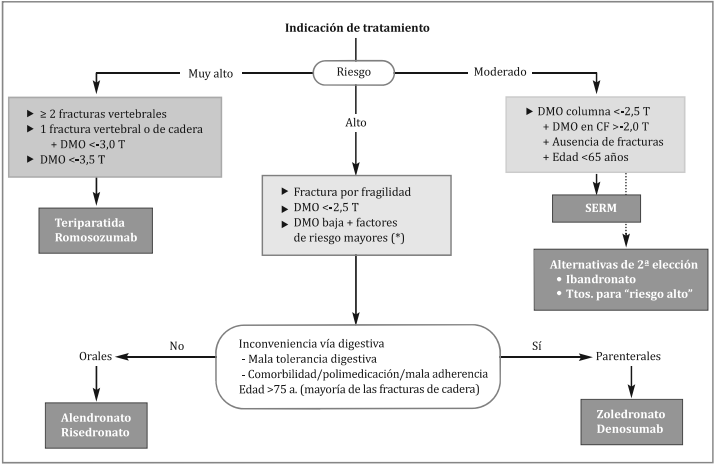 Indicación de tratamiento
Muy alto
Riesgo
Moderado
▶ ≥ 2 fracturas vertebrales
▶ 1 fractura vertebral o de cadera
+ DMO <-3,0 T
▶ DMO <-3,5 T
Alto
▶ DMO columna <-2,5 T
+ DMO en CF >-2,0 T
+ Ausencia de fracturas
+ Edad <65 años
▶ Fractura por fragilidad
▶ DMO <-2,5 T
▶ DMO baja + factores
de riesgo mayores (*)
Teriparatida
Romosozumab
SERM
Alternativas de 2ª elección
• Ibandronato
• Ttos. para “riesgo alto”
Inconveniencia vía digestiva
- Mala tolerancia digestiva
- Comorbilidad/polimedicación/mala adherencia
Edad >75 a. (mayoría de las fracturas de cadera)
No
Orales
Sí
Parenterales
Alendronato
Risedronato
Zoledronato
Denosumab